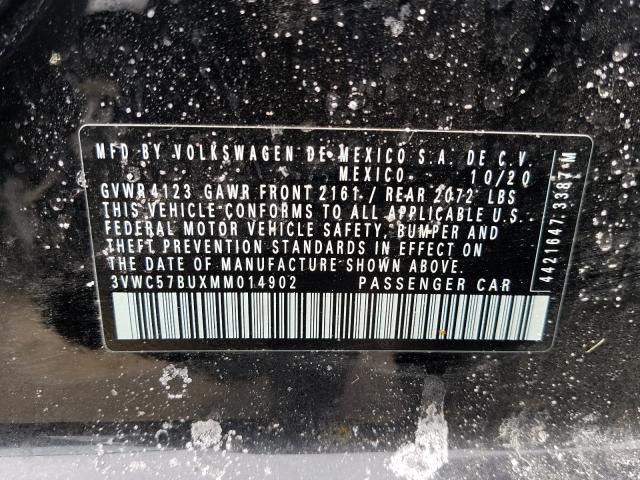 MFD BY VOLKSWAGEN DE MEXICO S.A. DE C.V.
MEXICO 10/20
GVWR 4123 GAWR FRONT 2161 / REAR 2072 LBS
THIS VEHICLE CONFORMS TO ALL APPLICABLE U.S.
FEDERAL MOTOR VEHICLE SAFETY, BUMPER AND
THEFT PREVENTION STANDARDS IN EFFECT ON
THE DATE OF MANUFACTURE SHOWN ABOVE.
3VWC57BUXMM014902 PASSENGER CAR
44216473387 M